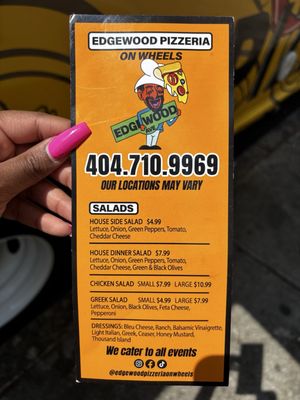 EDGEWOOD PIZZERIA
ON WHEELS
EDGEWOOD
AVE
404.710.9969
OUR LOCATIONS MAY VARY
SALADS
HOUSE SIDE SALAD $4.99
Lettuce, Onion, Green Peppers, Tomato,
Cheddar Cheese
HOUSE DINNER SALAD $7.99
Lettuce, Onion, Green Peppers, Tomato,
Cheddar Cheese, Green & Black Olives
CHICKEN SALAD SMALL $7.99 LARGE $10.99
GREEK SALAD SMALL $4.99 LARGE $7.99
Lettuce, Onion, Black Olives, Feta Cheese,
Pepperoni
DRESSINGS: Bleu Cheese, Ranch, Balsamic Vinaigrette,
Light Italian, Greek, Ceaser, Honey Mustard,
Thousand Island
We cater to all events
@edgewoodpizzeriaonwheels